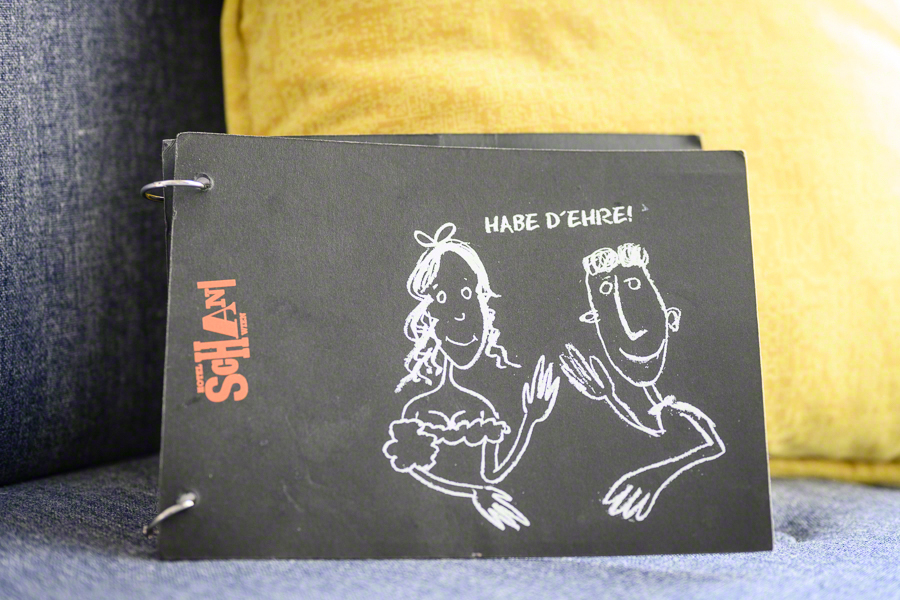 HABE D´EHRE!
HOTEL
SCHANI
WIEN